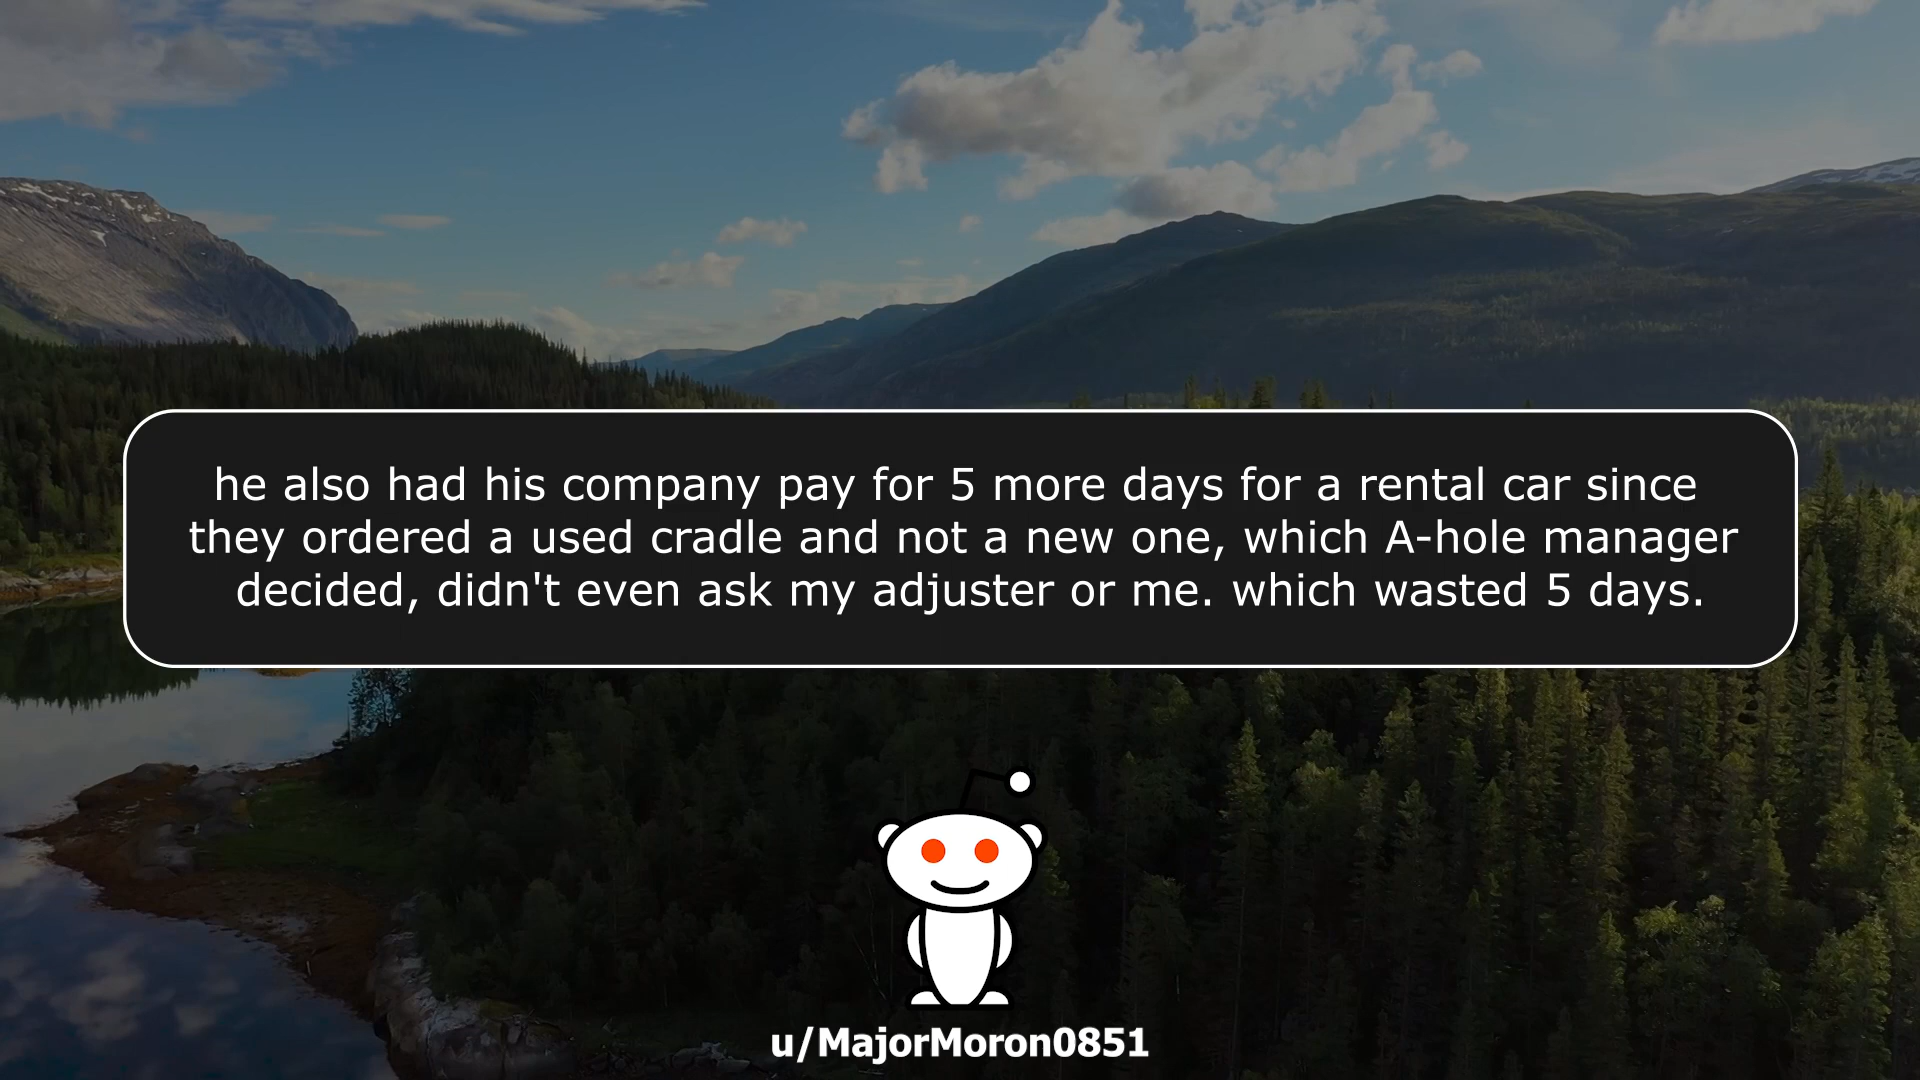 he also had his company pay for 5 more days for a rental car since
they ordered a used cradle and not a new one, which A-hole manager
decided, didn't even ask my adjuster or me. which wasted 5 days.
u/MajorMoron0851